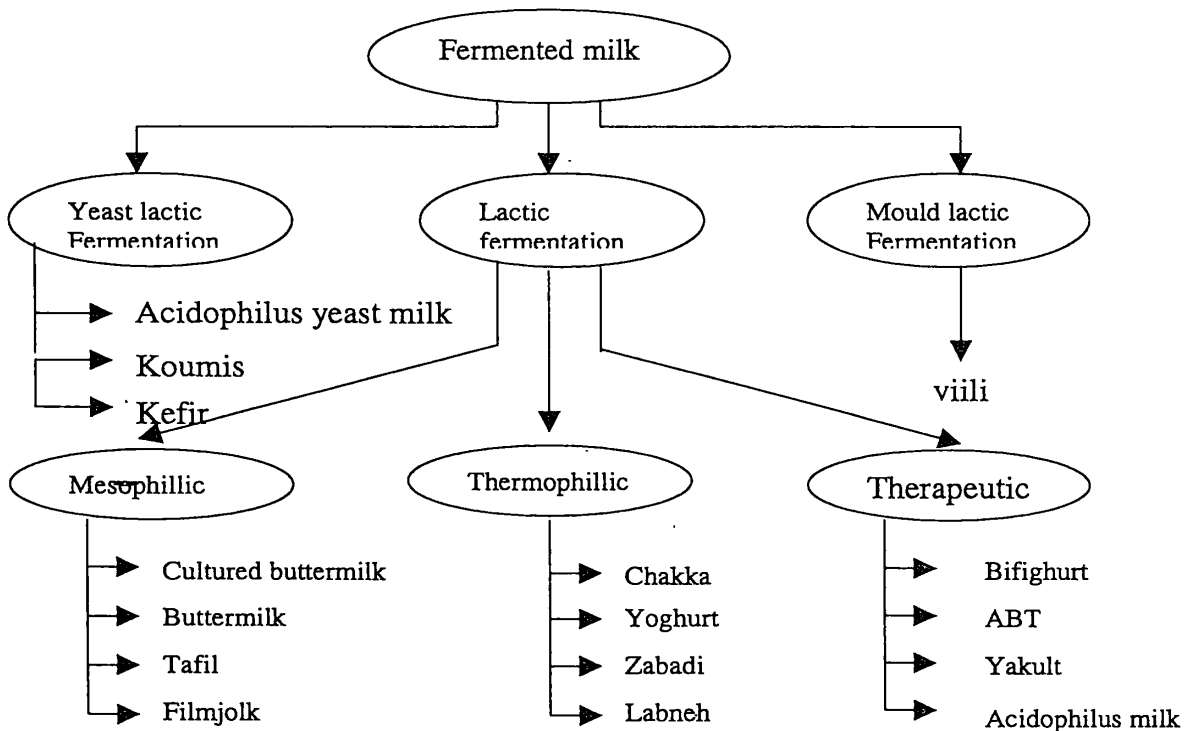 Fermented milk
Yeast lactic
Fermentation
Lactic
fermentation
Mould lactic
Fermentation
Acidophilus yeast milk
Koumis
Kefir
viili
Mesophillic
Thermophillic
Therapeutic
Cultured buttermilk
Buttermilk
Tafil
Filmjolk
Chakka
Yoghurt
Zabadi
Labneh
Bifighurt
ABT
Yakult
Acidophilus milk